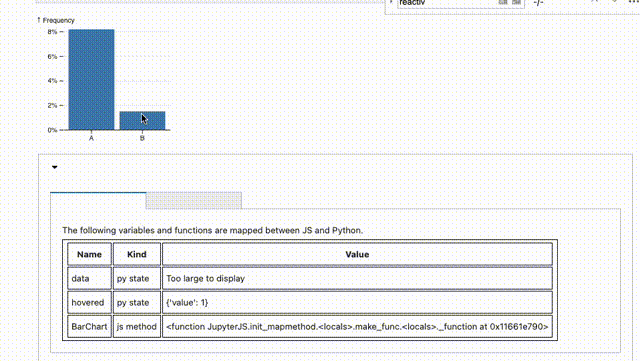 reactiv
-/-
↑ Frequency
8%
6%
4%
2%
0%
A B
The following variables and functions are mapped between JS and Python.
Name Kind Value
data py state Too large to display
hovered py state {'value': 1}
BarChart js method <function JupyterJS.init_mapmethod.<locals>.make_func.<locals>._function at 0x11661e790>